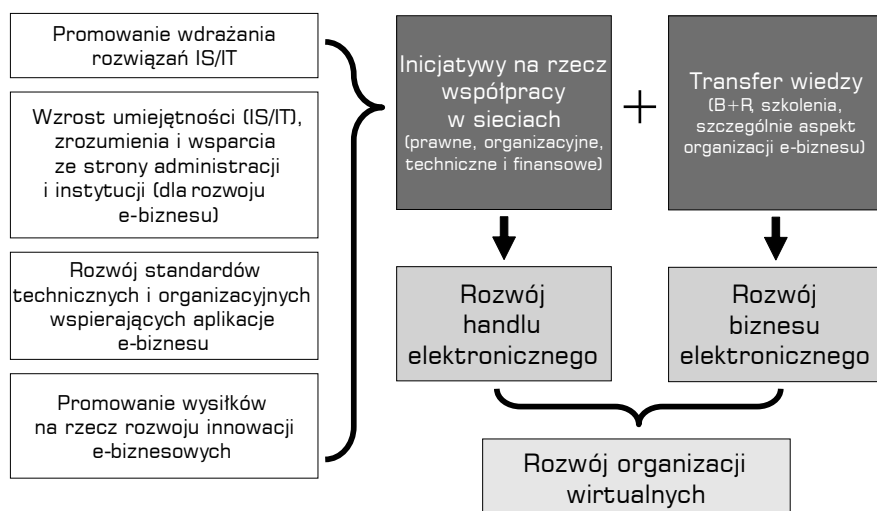 Promowanie wdrażania
rozwiązań IS/IT
Wzrost umiejętności (IS/IT),
zrozumienia i wsparcia
ze strony administracji
i instytucji (dla rozwoju
e-biznesu)
Rozwój standardów
technicznych i organizacyjnych
wspierających aplikacje
e-biznesu
Promowanie wysiłków
na rzecz rozwoju innowacji
e-biznesowych
Inicjatywy na rzecz
współpracy
w sieciach
(prawne, organizacyjne,
techniczne i finansowe)
+
Transfer wiedzy
(B+R, szkolenia,
szczególnie aspekt
organizacji e-biznesu)
Rozwój
handlu
elektronicznego
Rozwój
biznesu
elektronicznego
Rozwój organizacji
wirtualnych